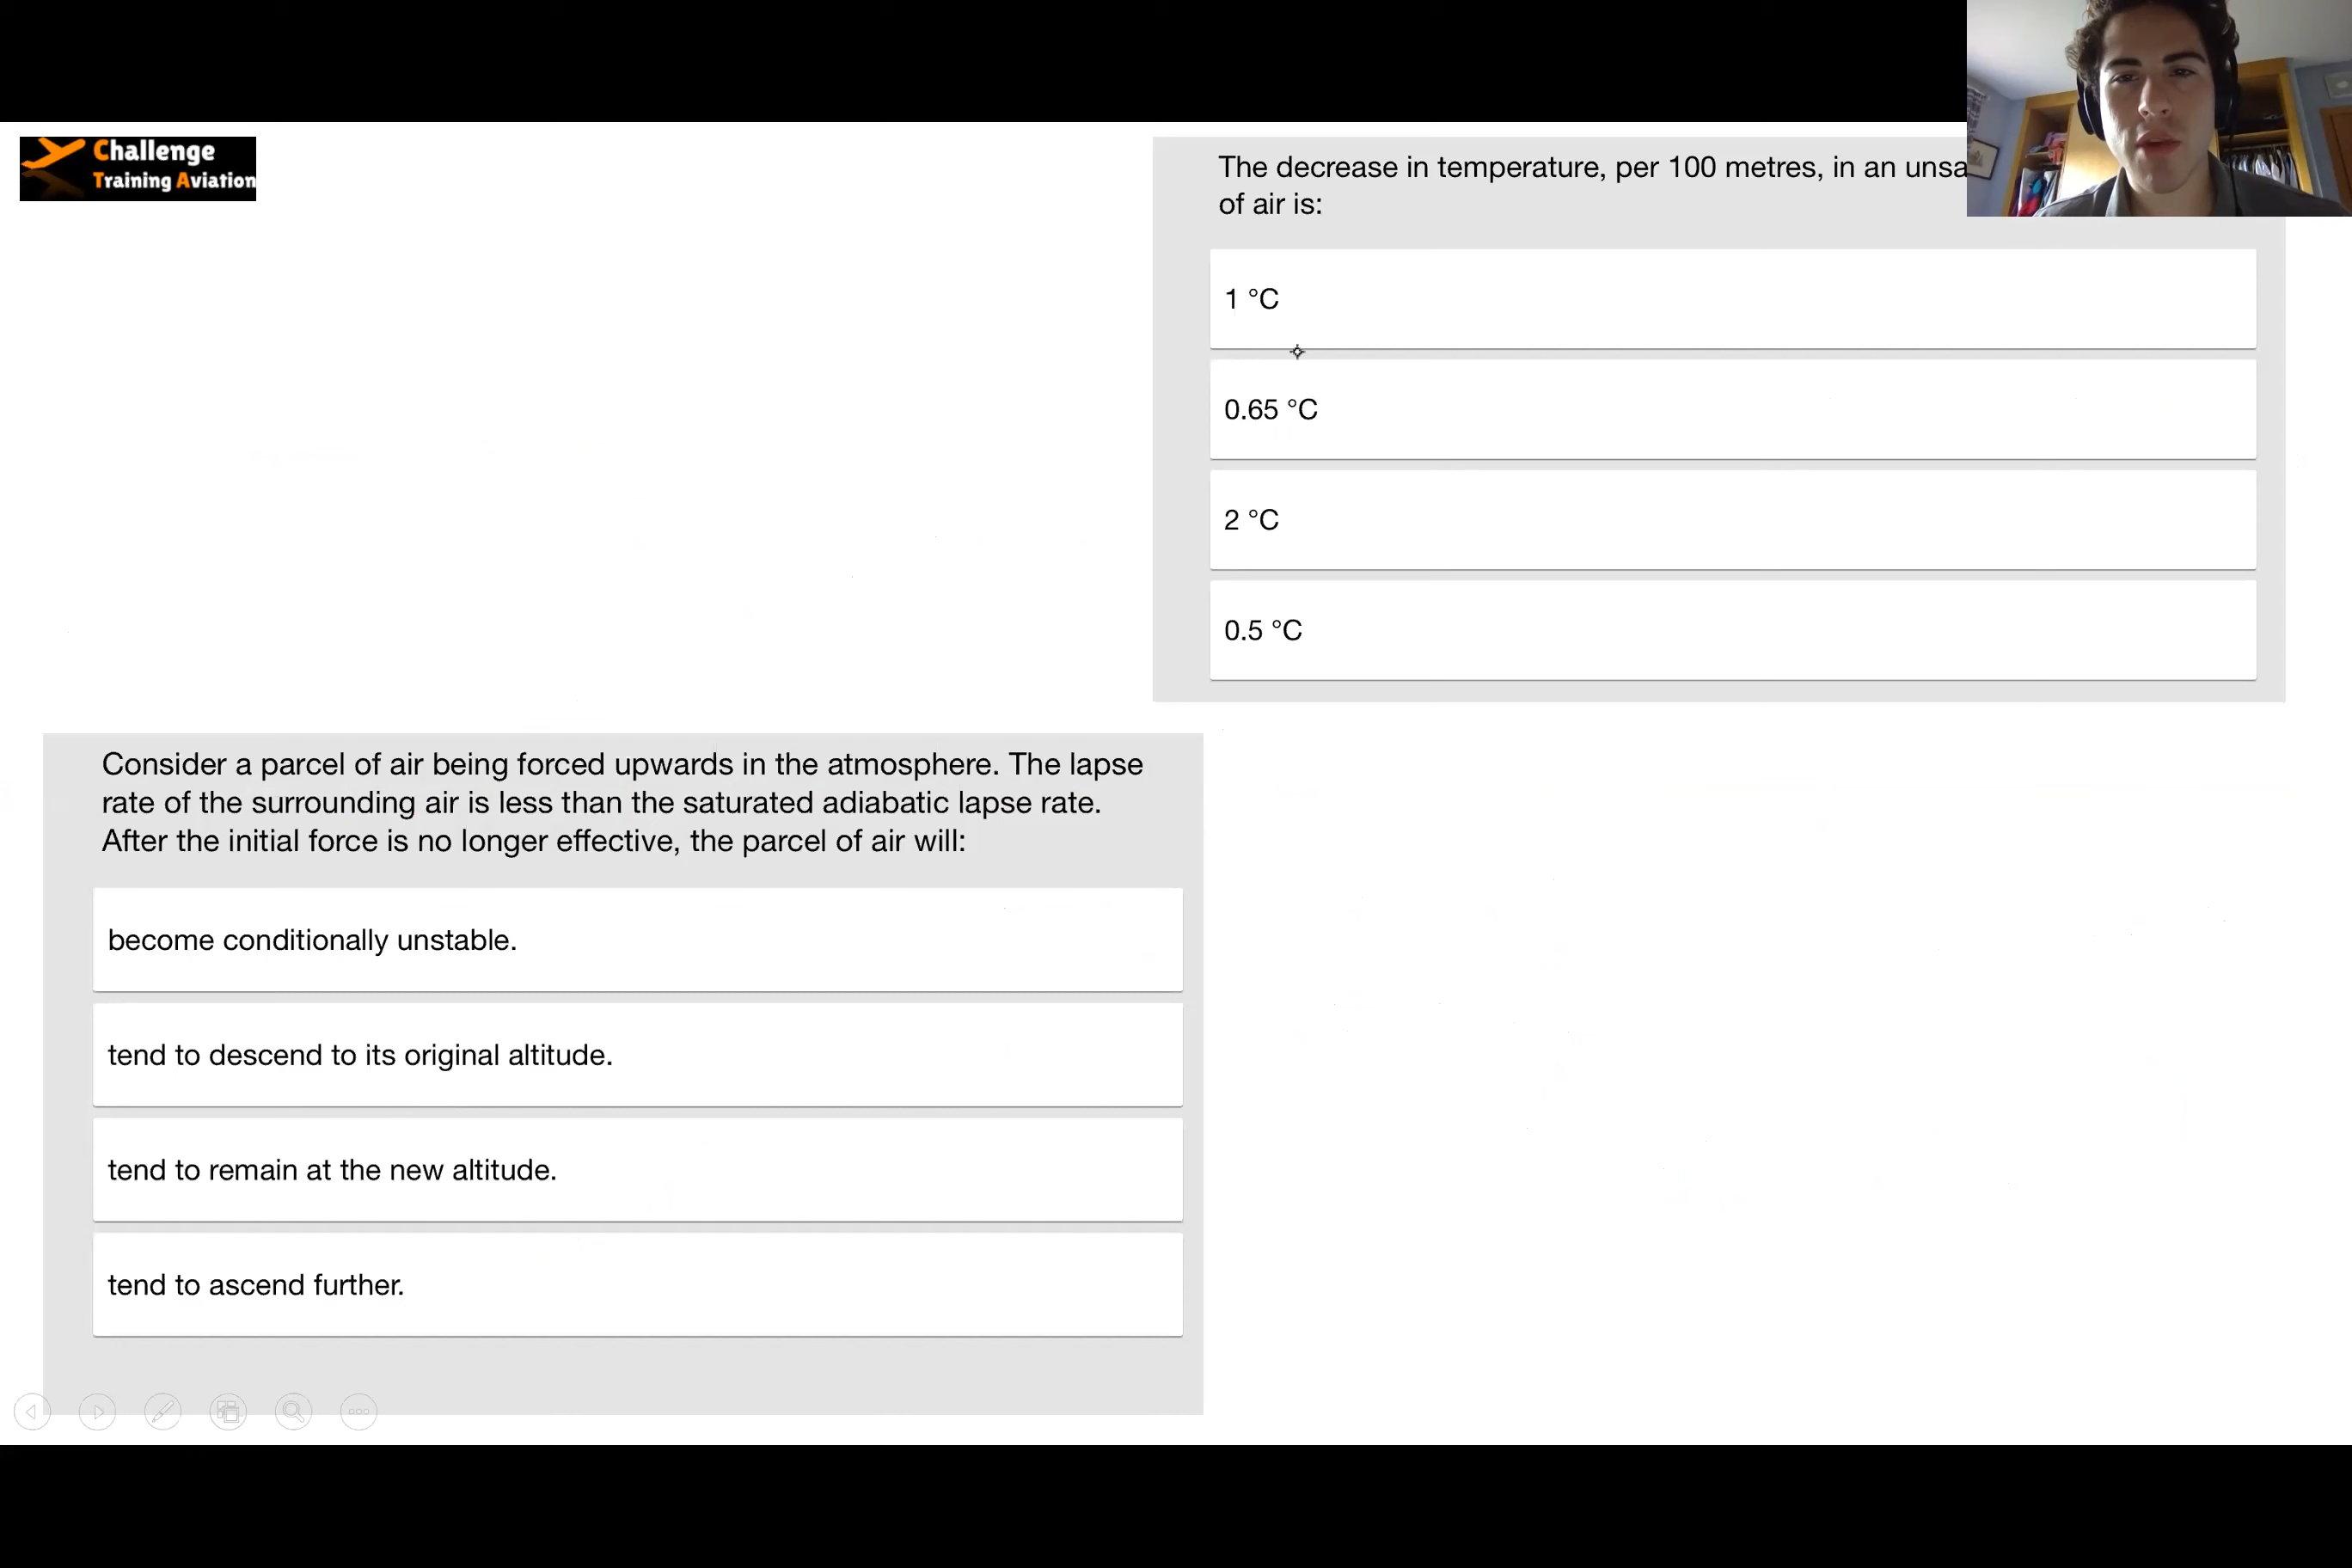 Challenge
Training Aviation
The decrease in temperature, per 100 metres, in an
of air is:
1 °C
0.65 °C
2 °C
0.5 °C
Consider a parcel of air being forced upwards in the atmosphere. The lapse
rate of the surrounding air is less than the saturated adiabatic lapse rate.
After the initial force is no longer effective, the parcel of air will:
become conditionally unstable.
tend to descend to its original altitude.
tend to remain at the new altitude.
tend to ascend further.